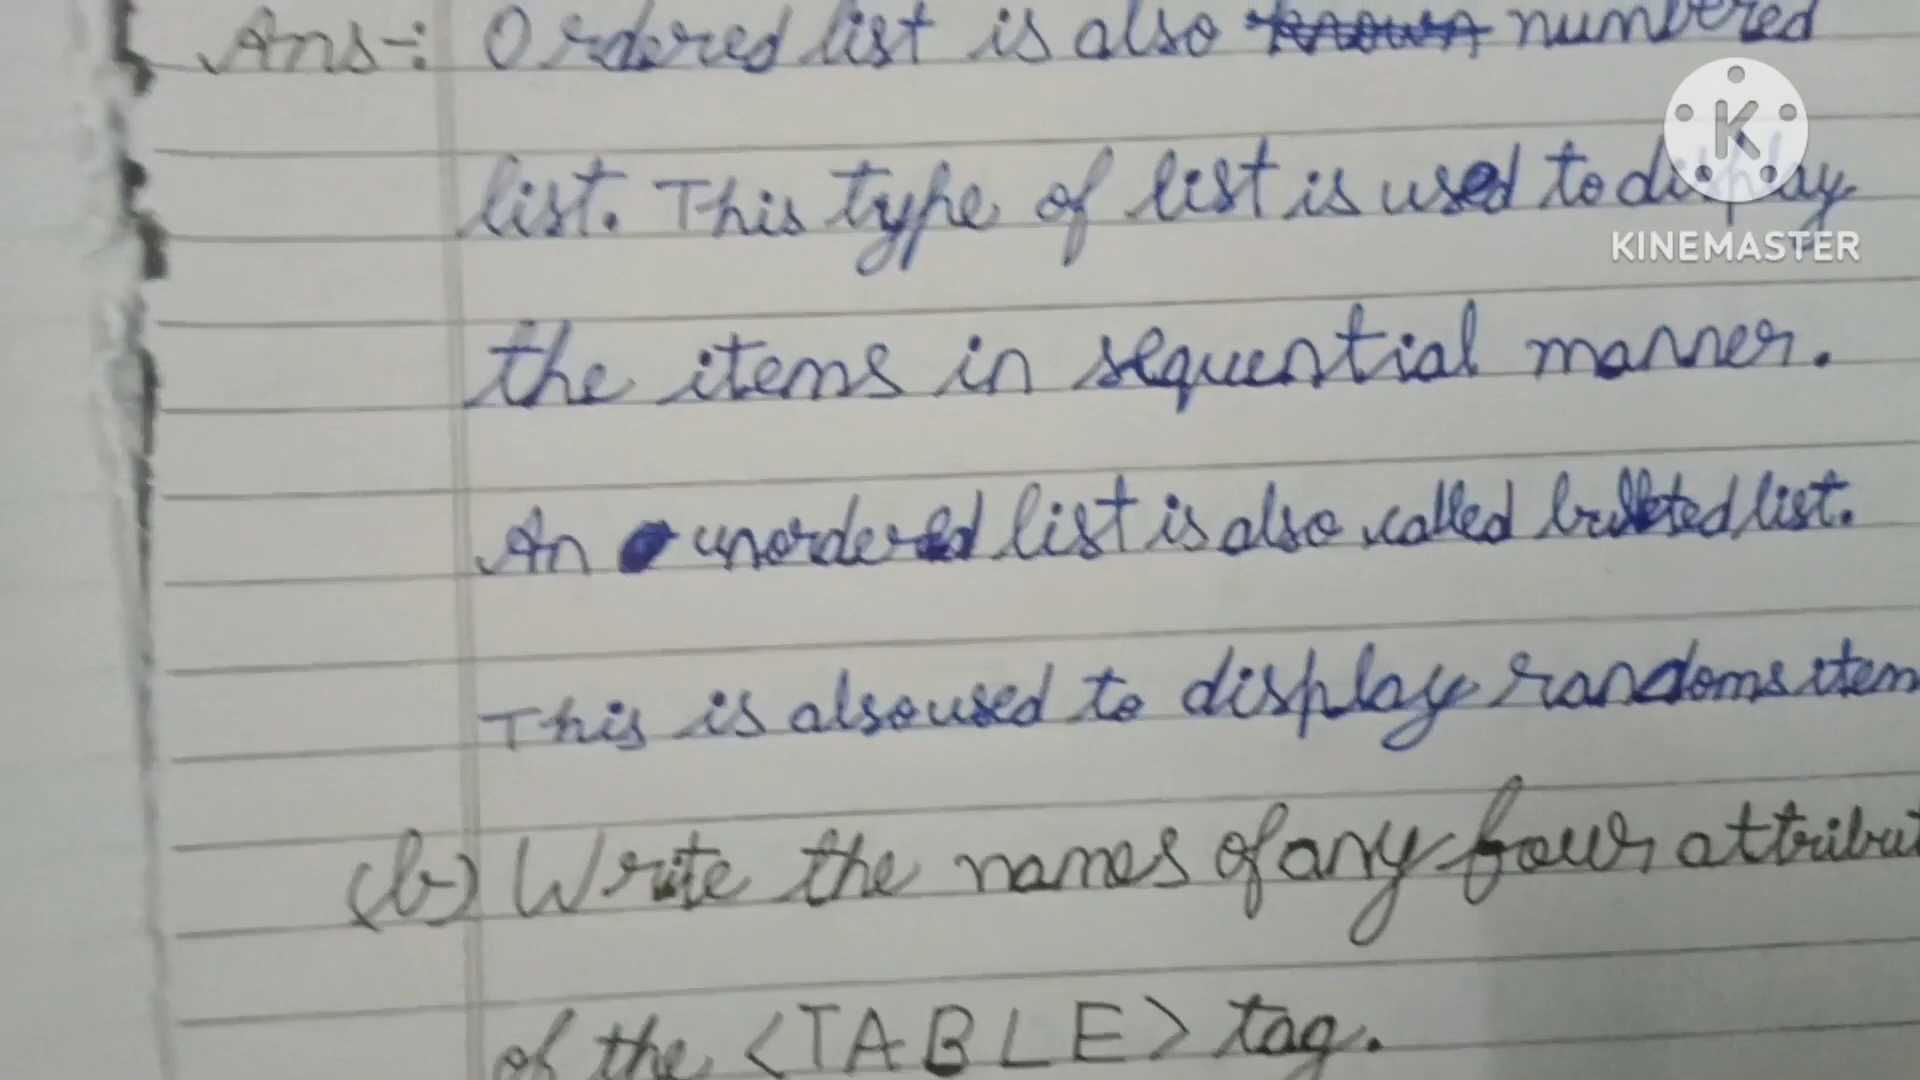 Ans-: Ordered list is also known numbered
list. This type of list is used to display
KINEMASTER
the items in sequential manner.
An unordered list is also called bulleted list.
This is also used to display randoms item
(b) Write the names of any four attribut
of the <TABLE> tag.